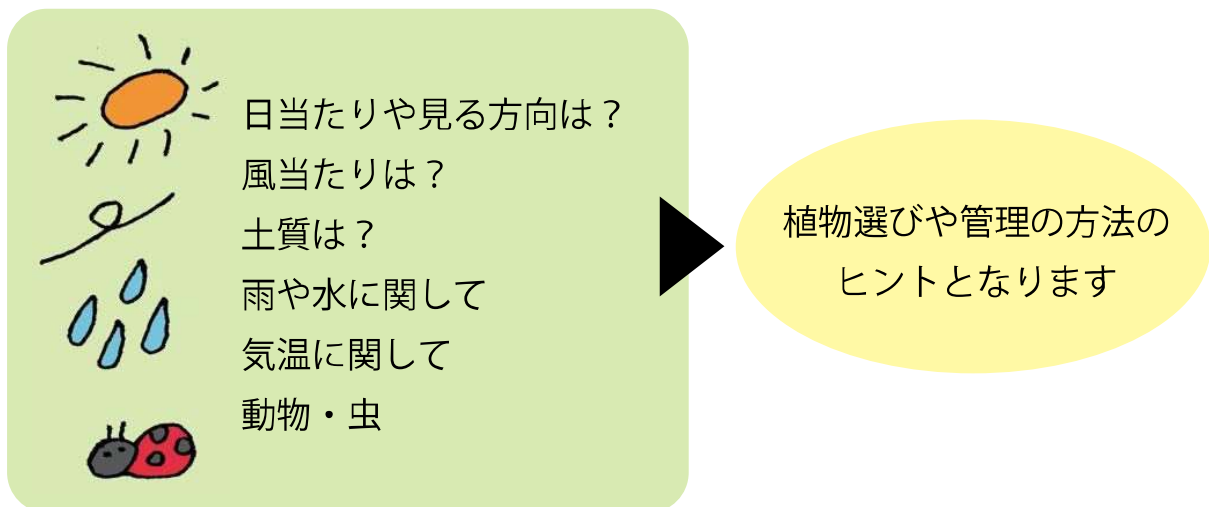 日当たりや見る方向は？
風当たりは？
土質は？
雨や水に関して
気温に関して
動物・虫
植物選びや管理の方法の
ヒントとなります